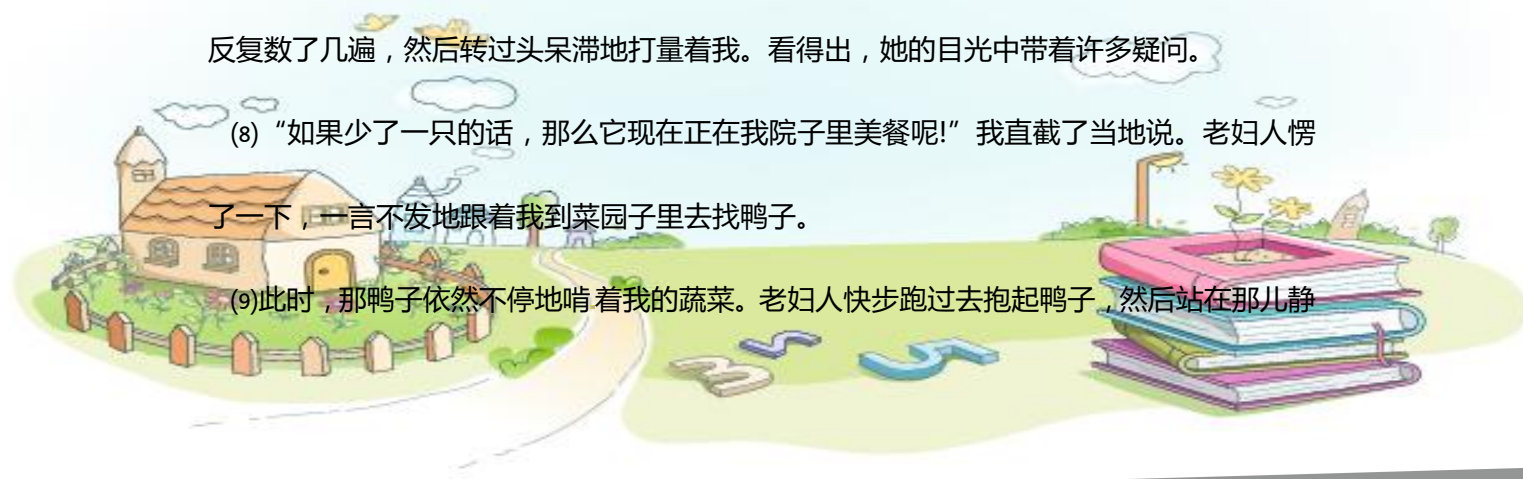 反复数了几遍，然后转过头呆滞地打量着我。看得出，她的目光中带着许多疑问。
⑻“如果少了一只的话，那么它现在正在我院子里美餐呢!”我直截了当地说。老妇人愣
了一下，一言不发地跟着我到菜园子里去找鸭子。
⑼此时，那鸭子依然不停地啃着我的蔬菜。老妇人快步跑过去抱起鸭子，然后站在那儿静